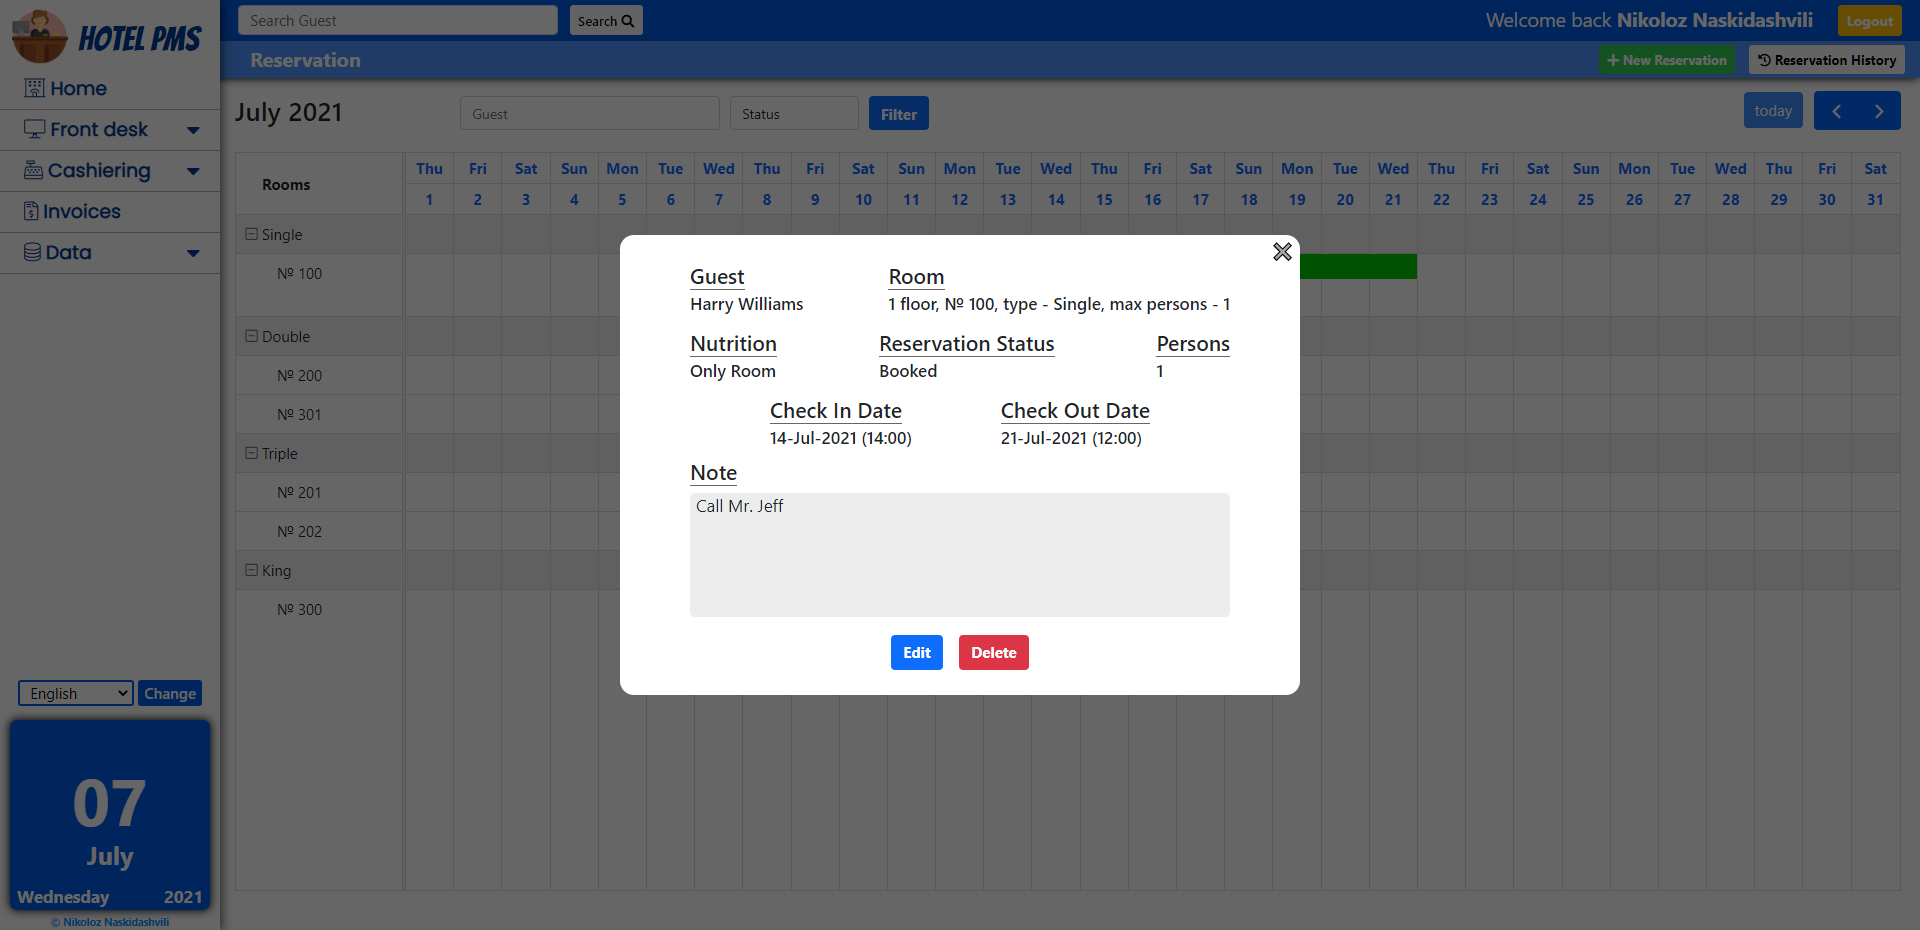 HOTEL PMS
Search Guest
Search
Welcome back Nikoloz Naskidashvili
Logout
Reservation
New Reservation
Reservation History
Home
Front desk
Cashiering
Invoices
Data
July 2021
Guest
Status
Filter
today
Rooms
Thu Fri Sat Sun Mon Tue Wed Thu Fri Sat Sun Mon Tue Wed Thu Fri Sat Sun Mon Tue Wed Thu Fri Sat Sun Mon Tue Wed Thu Fri Sat
1 2 3 4 5 6 7 8 9 10 11 12 13 14 15 16 17 18 19 20 21 22 23 24 25 26 27 28 29 30 31
Single
№ 100
Double
№ 200
№ 301
Triple
№ 201
№ 202
King
№ 300
Guest
Harry Williams
Room
1 floor, № 100, type - Single, max persons - 1
Nutrition
Only Room
Reservation Status
Booked
Persons
1
Check In Date
14-Jul-2021 (14:00)
Check Out Date
21-Jul-2021 (12:00)
Note
Call Mr. Jeff
Edit
Delete
English
Change
07
July
Wednesday 2021
© Nikoloz Naskidashvili